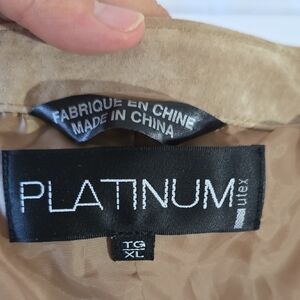 FABRIQUE EN CHINE
MADE IN CHINA
PLATINUM
utex
TG
XL